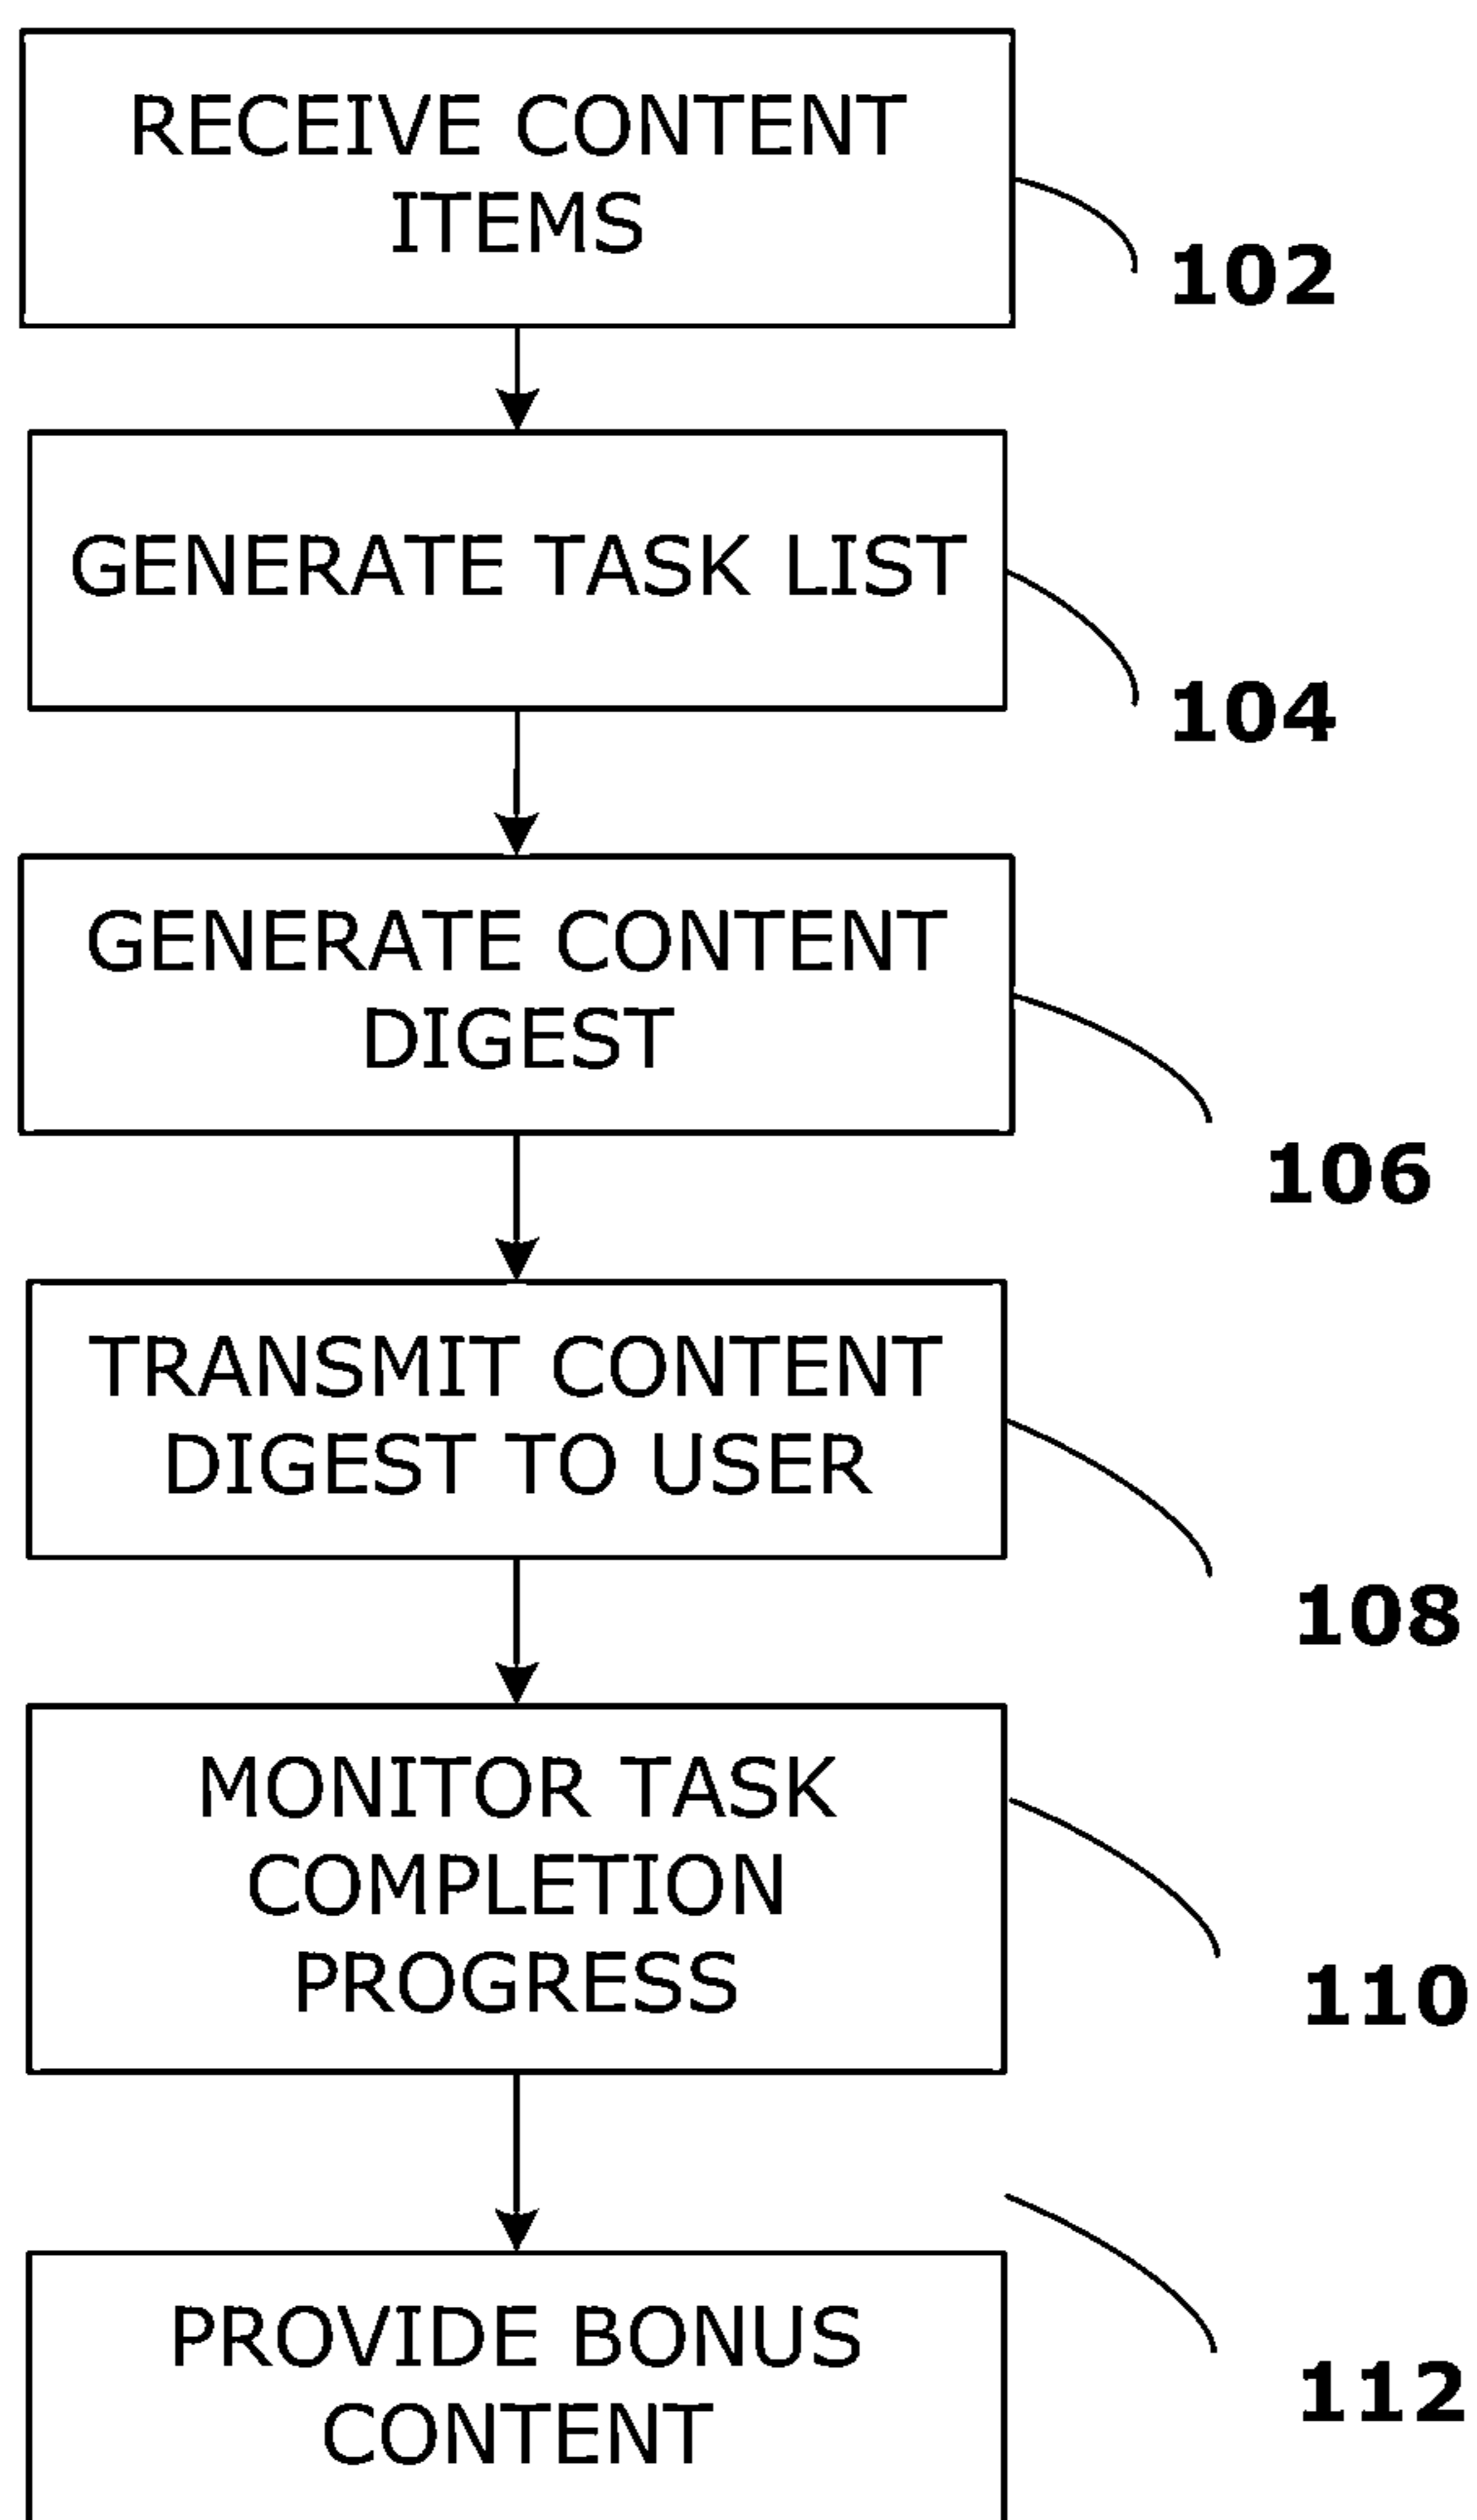 RECEIVE CONTENT
ITEMS
102
GENERATE TASK LIST
104
GENERATE CONTENT
DIGEST
106
TRANSMIT CONTENT
DIGEST TO USER
108
MONITOR TASK
COMPLETION
PROGRESS
110
PROVIDE BONUS
CONTENT
112